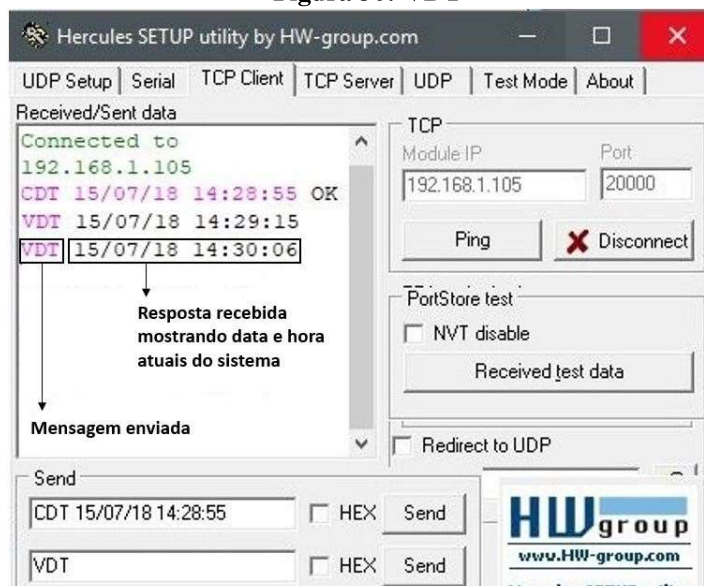 Hercules SETUP utility by HW-group.com
UDP Setup Serial TCP Client TCP Server UDP Test Mode About
Received/Sent data
Connected to
192.168.1.105
CDT 15/07/18 14:28:55 OK
VDT 15/07/18 14:29:15
VDT 15/07/18 14:30:06
Resposta recebida
mostrando data e hora
atuais do sistema
Mensagem enviada
TCP
Module IP Port
192.168.1.105 20000
Ping Disconnect
PortStore test
NVT disable
Received test data
Redirect to UDP
Send
CDT 15/07/18 14:28:55 HEX Send
VDT HEX Send
HW group
www.HW-group.com